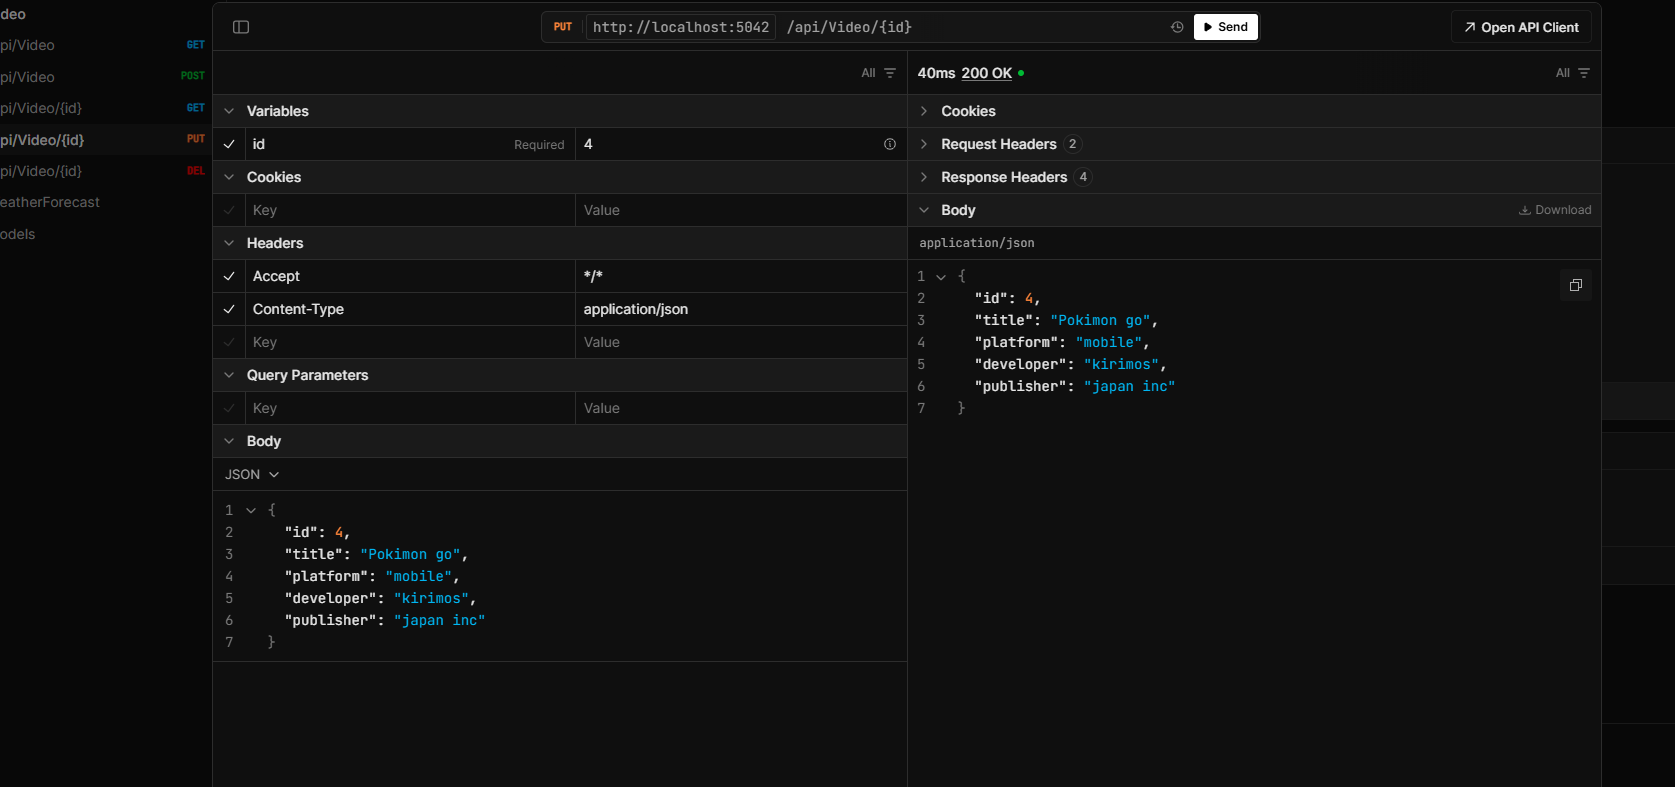 deo
pi/Video GET
pi/Video POST
pi/Video/{id} GET
pi/Video/{id} PUT
pi/Video/{id} DEL
eatherForecast
odels
PUT http://localhost:5042 /api/Video/{id} Send
Open API Client
All
Variables
id Required 4
Cookies
Key Value
Headers
Accept */*
Content-Type application/json
Key Value
Query Parameters
Key Value
Body
JSON
1 {
2 "id": 4,
3 "title": "Pokimon go",
4 "platform": "mobile",
5 "developer": "kirimos",
6 "publisher": "japan inc"
7 }
40ms 200 OK All
Cookies
Request Headers 2
Response Headers 4
Body Download
application/json
1 {
2 "id": 4,
3 "title": "Pokimon go",
4 "platform": "mobile",
5 "developer": "kirimos",
6 "publisher": "japan inc"
7 }